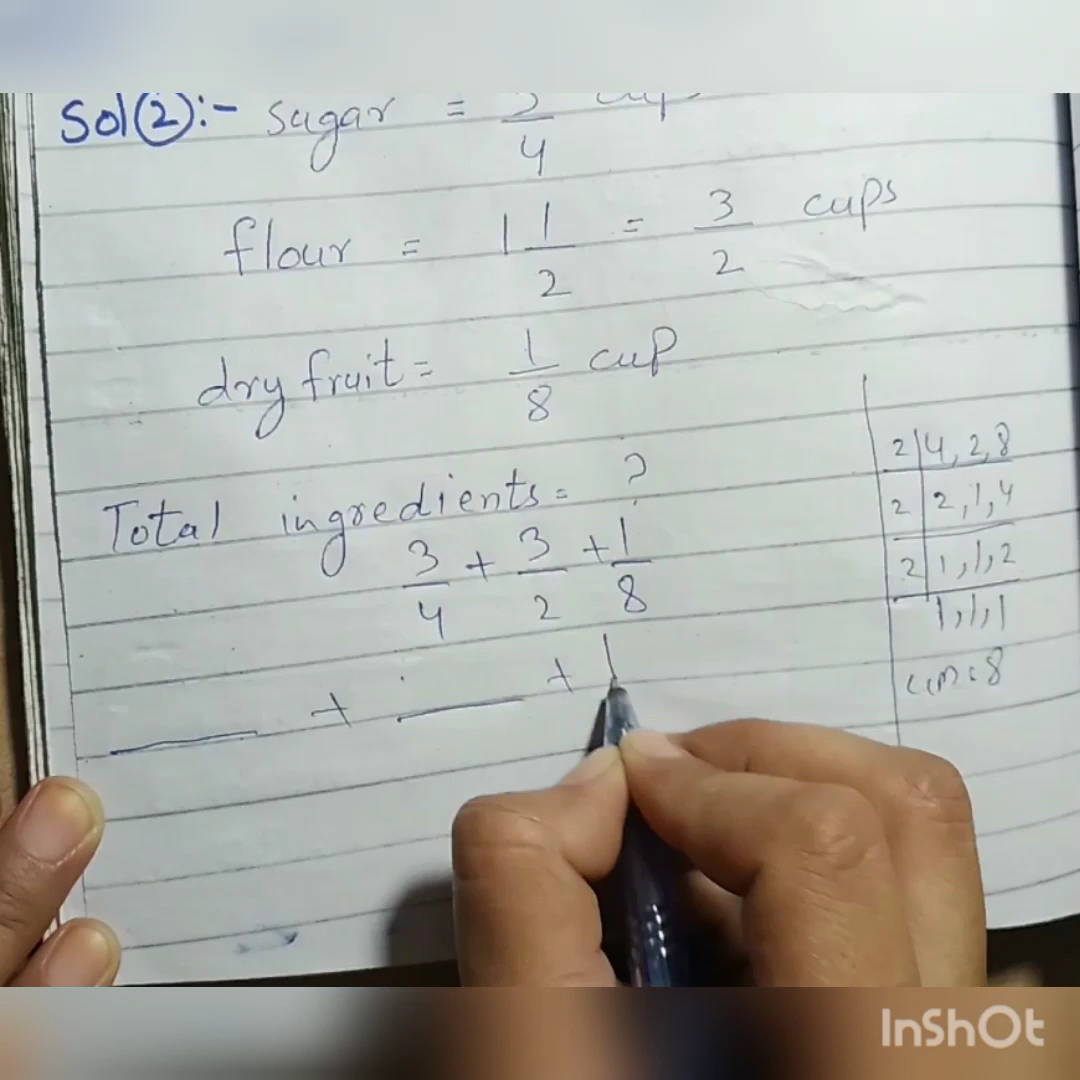 Sol(2):- sugar = 3/4 cup
flour = 1 1/2 = 3/2 cups
dry fruit = 1/8 cup
Total ingredients = ?
3/4 + 3/2 + 1/8
+ + 1
2 | 4, 2, 8
2 | 2, 1, 4
2 | 1, 1, 2
1, 1, 1
= 8
InShOt